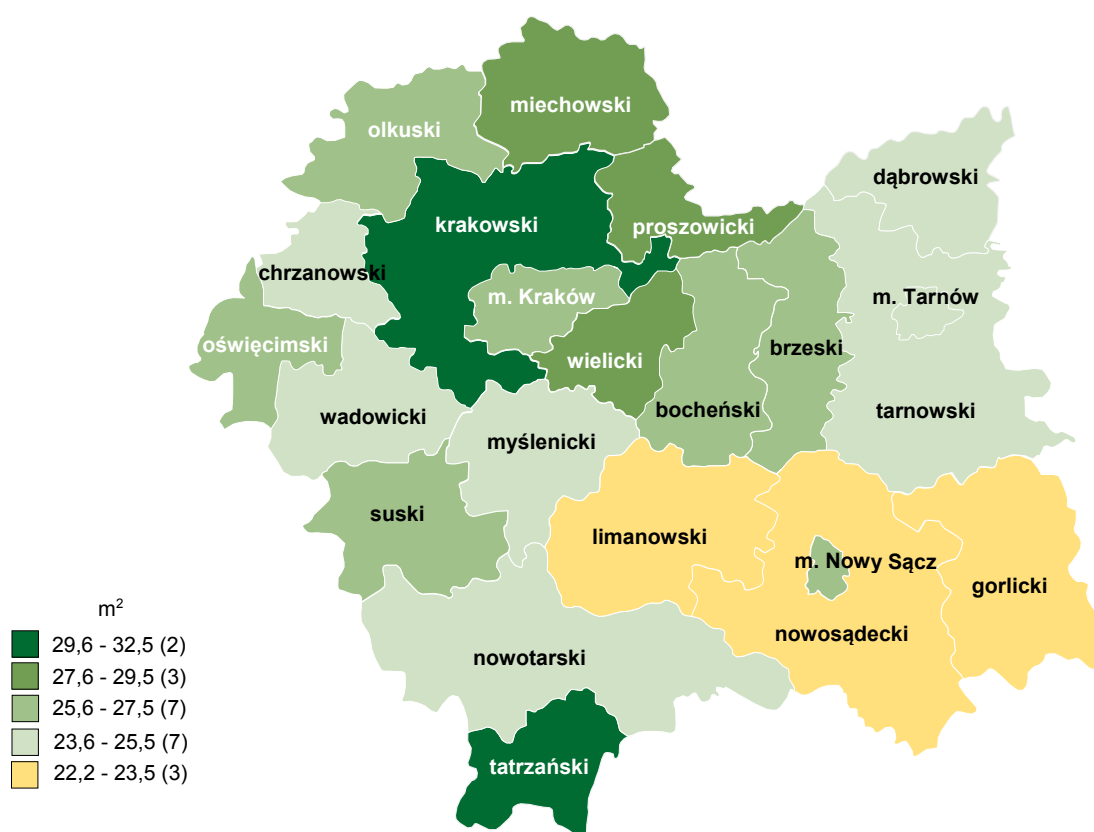 miechowski
olkuski
dąbrowski
krakowski
proszowicki
chrzanowski
m. Kraków
m. Tarnów
oświęcimski
wielicki
brzeski
wadowicki
bocheński
tarnowski
myślenicki
suski
limanowski
m. Nowy Sącz
gorlicki
nowosądecki
nowotarski
tatrzański
m²
29,6 - 32,5 (2)
27,6 - 29,5 (3)
25,6 - 27,5 (7)
23,6 - 25,5 (7)
22,2 - 23,5 (3)